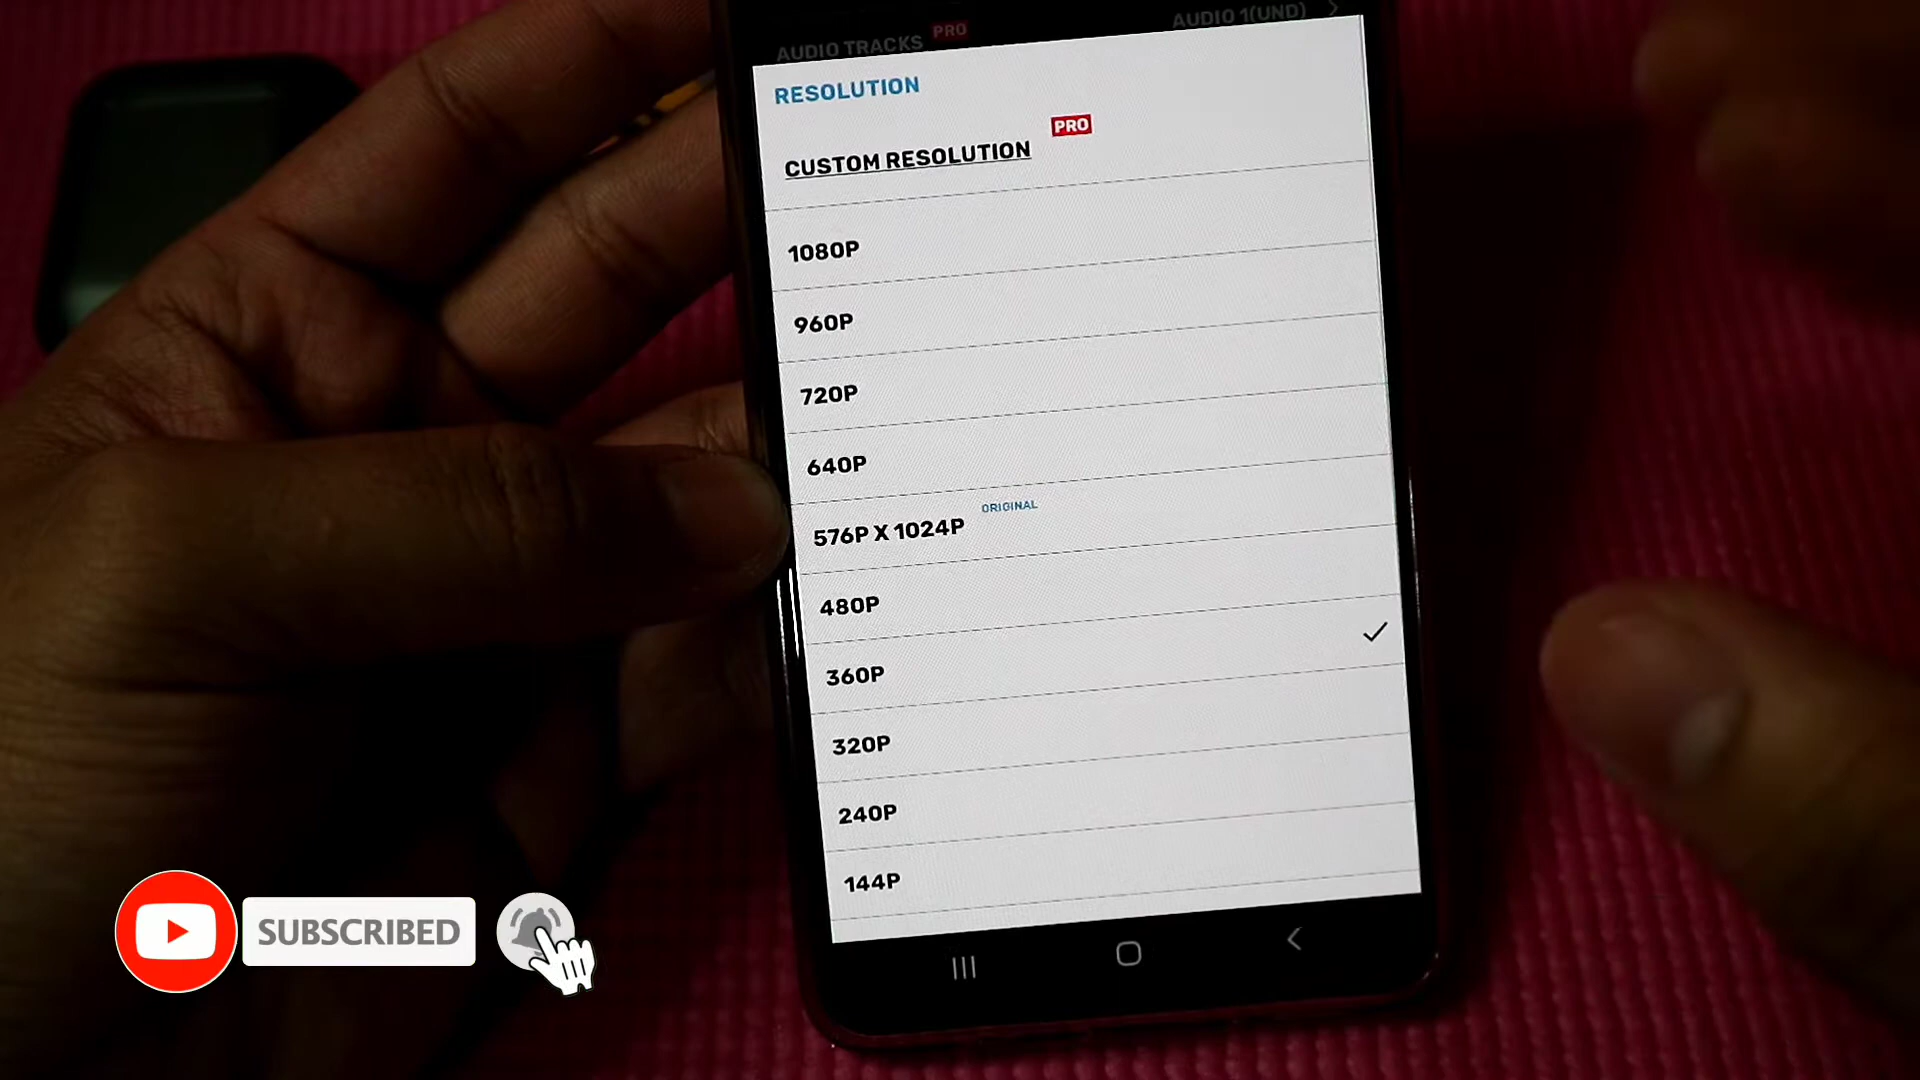 AUDIO TRACKS PRO AUDIO 1(UND)
RESOLUTION
CUSTOM RESOLUTION PRO
1080P
960P
720P
640P
576P X 1024P ORIGINAL
480P
360P
320P
240P
144P
SUBSCRIBED